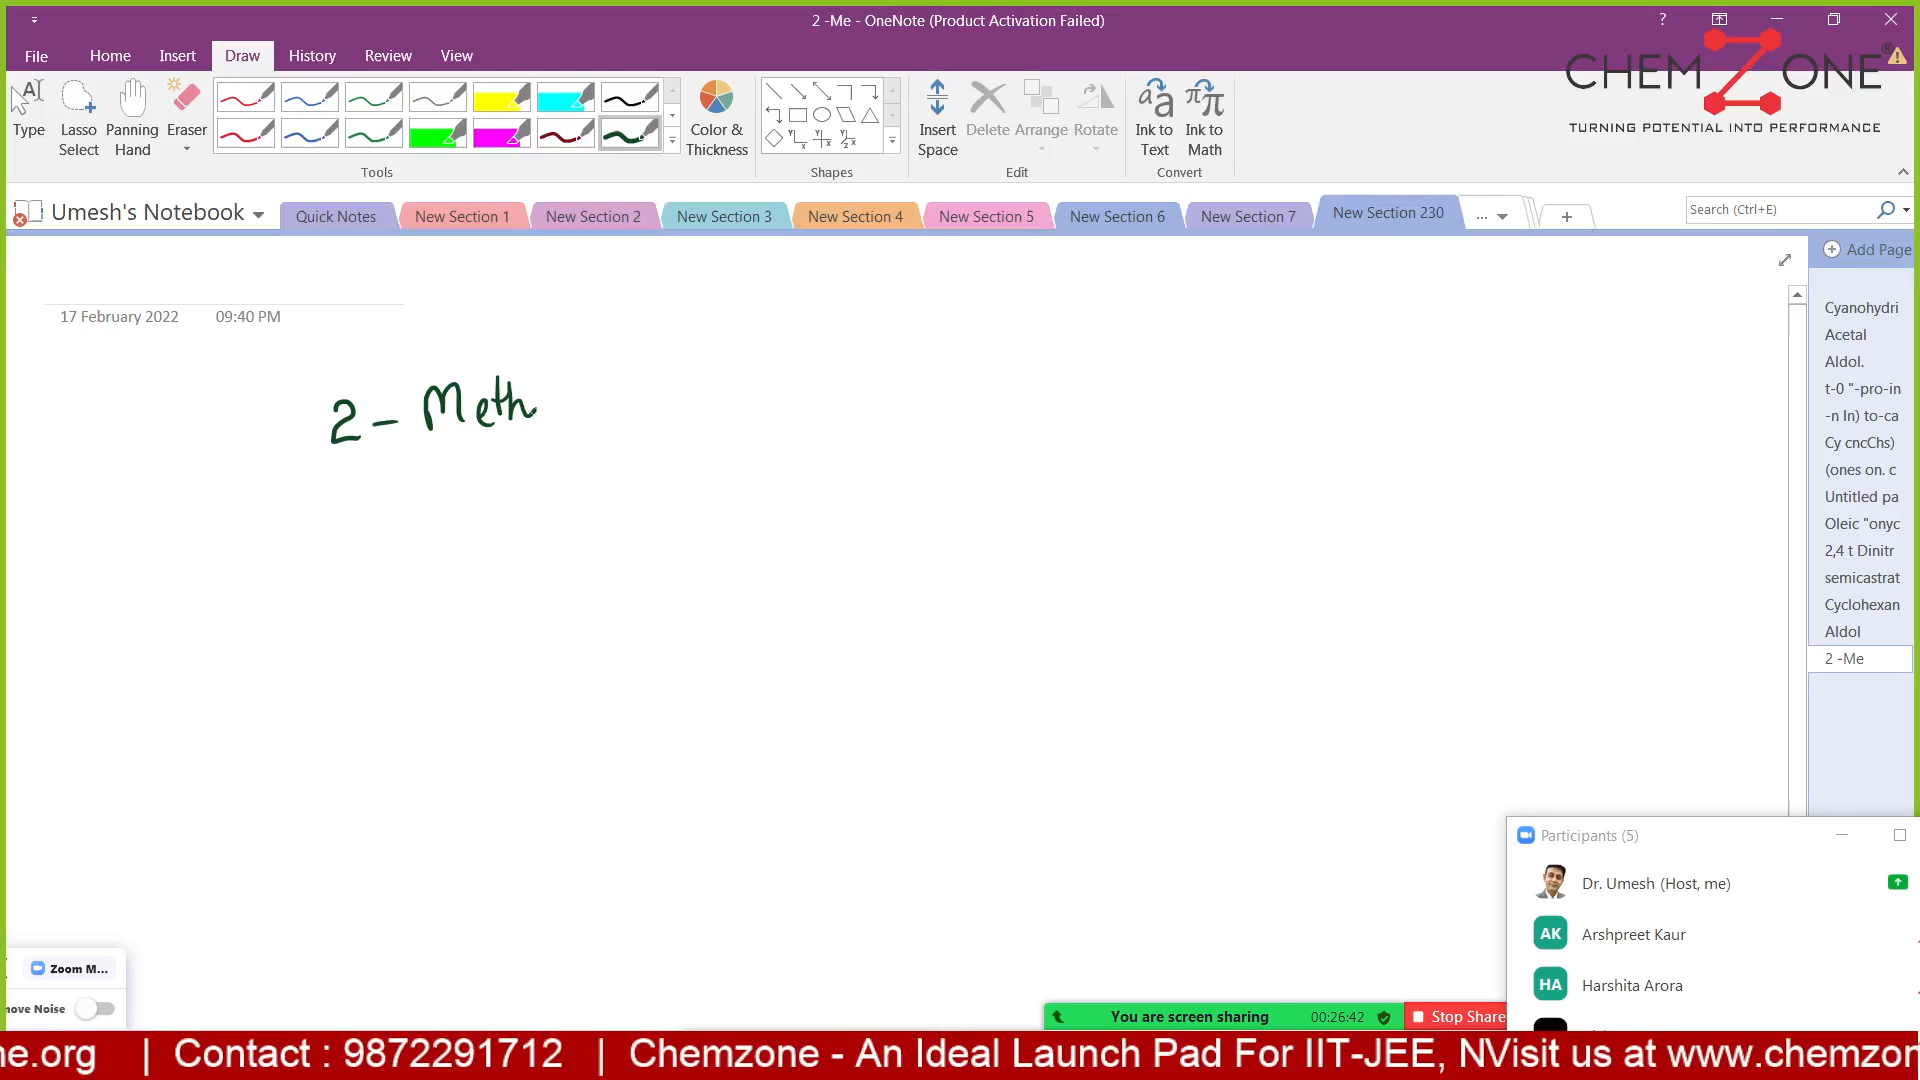 2 -Me - OneNote (Product Activation Failed)
?
CHEMZONE®
TURNING POTENTIAL INTO PERFORMANCE
File Home Insert Draw History Review View
Type
Lasso Select
Panning Hand
Eraser
Color & Thickness
Insert Space
Delete
Arrange
Rotate
Ink to Text
Ink to Math
Tools
Shapes
Edit
Convert
Umesh's Notebook
Quick Notes New Section 1 New Section 2 New Section 3 New Section 4 New Section 5 New Section 6 New Section 7 New Section 230 ... +
Search (Ctrl+E)
Add Page
17 February 2022 09:40 PM
2 - Meth
Cyanohydri
Acetal
Aldol.
t-0 "-pro-in
-n In) to-ca
Cy cncChs)
(ones on. c
Untitled pa
Oleic "onyc
2,4 t Dinitr
semicastrat
Cyclohexan
Aldol
2 -Me
Participants (5)
Dr. Umesh (Host, me)
AK Arshpreet Kaur
HA Harshita Arora
Zoom M...
nove Noise
You are screen sharing 00:26:42 Stop Share
ne.org | Contact : 9872291712 | Chemzone - An Ideal Launch Pad For IIT-JEE, NVisit us at www.chemzon